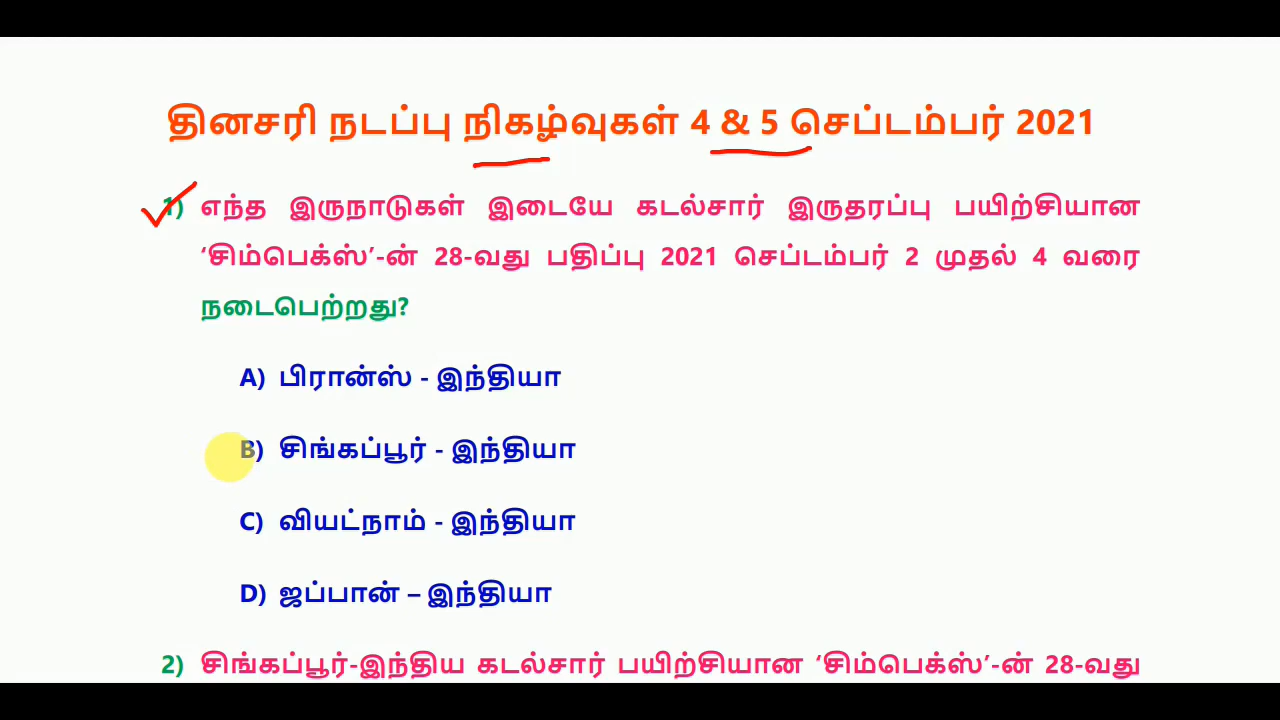 தினசரி நடப்பு நிகழ்வுகள் 4 & 5 செப்டம்பர் 2021
1) எந்த இருநாடுகள் இடையே கடல்சார் இருதரப்பு பயிற்சியான
‘சிம்பெக்ஸ்’-ன் 28-வது பதிப்பு 2021 செப்டம்பர் 2 முதல் 4 வரை
நடைபெற்றது?
A) பிரான்ஸ் - இந்தியா
B) சிங்கப்பூர் - இந்தியா
C) வியட்நாம் - இந்தியா
D) ஜப்பான் – இந்தியா
2) சிங்கப்பூர்-இந்திய கடல்சார் பயிற்சியான ‘சிம்பெக்ஸ்’-ன் 28-வது